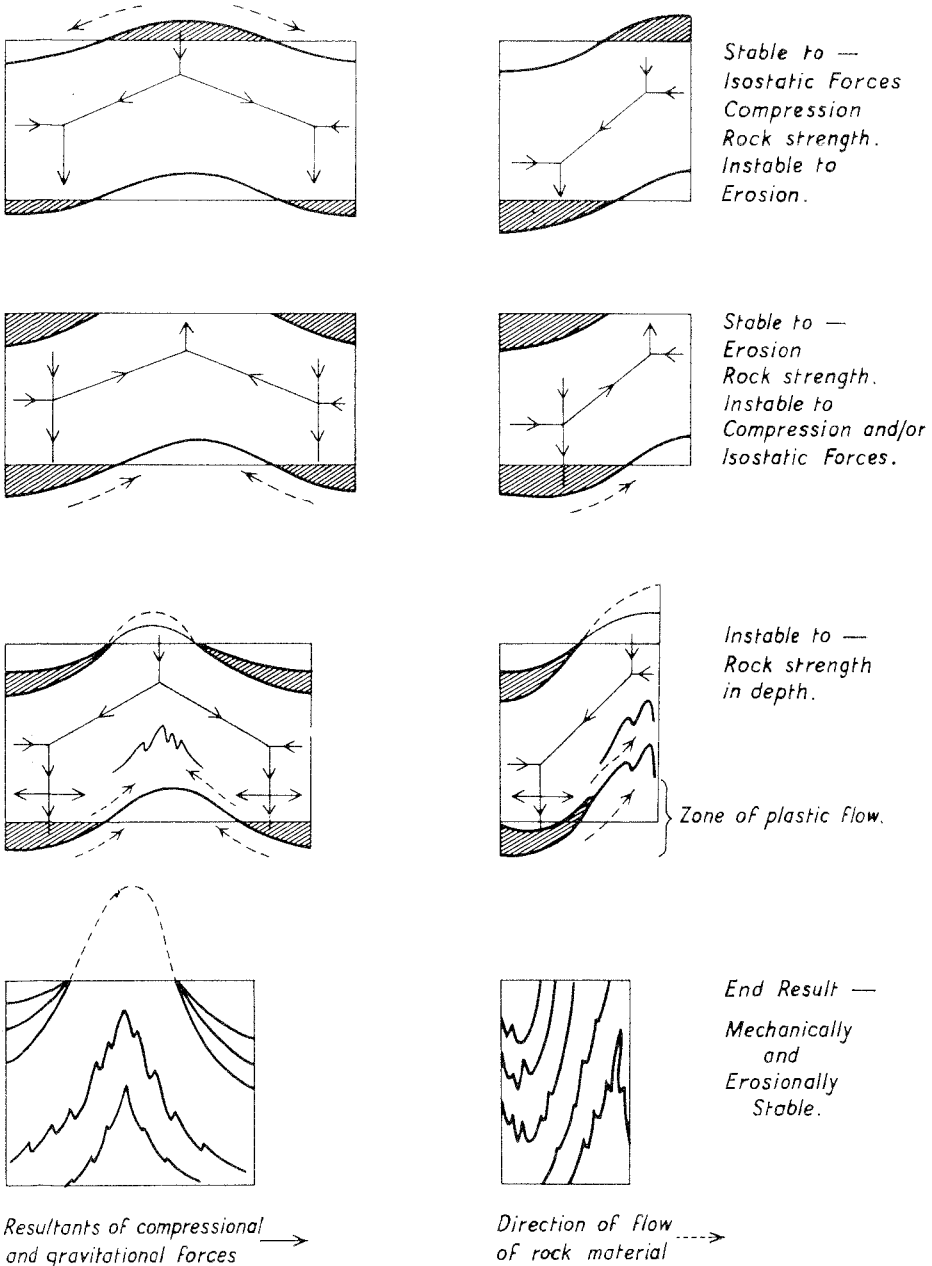 Stable to —
Isostatic Forces
Compression
Rock strength.
Instable to
Erosion.
Stable to —
Erosion
Rock strength.
Instable to
Compression and/or
Isostatic Forces.
Instable to —
Rock strength
in depth.
Zone of plastic flow.
End Result —
Mechanically
and
Erosionally
Stable.
Resultants of compressional
and gravitational forces
Direction of flow
of rock material